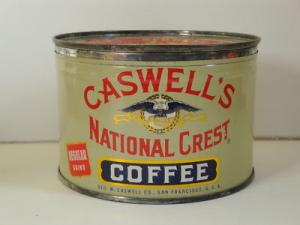 CASWELL'S
NATIONAL CREST
REGULAR
GRIND
COFFEE
GEO. W. CASWELL CO., SAN FRANCISCO, U.S.A.